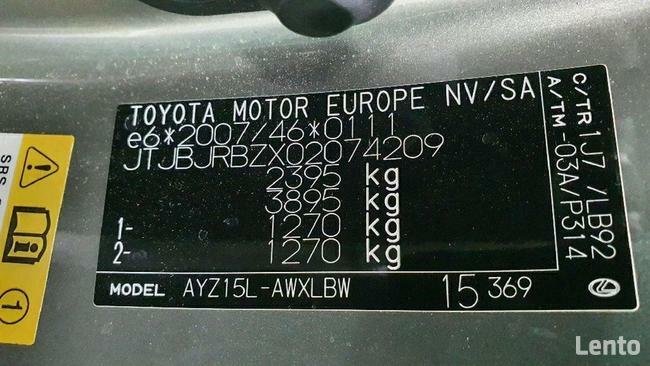 TOYOTA MOTOR EUROPE NV/SA
e6*2007/46*0111
JTJBJRBZX02074209
2395 kg
3895 kg
1- 1270 kg
2- 1270 kg
MODEL AYZ15L-AWXLBW 15 369
C/TR 1J7 /LB92
A/TM -03A/P314
SRS
1
Lento